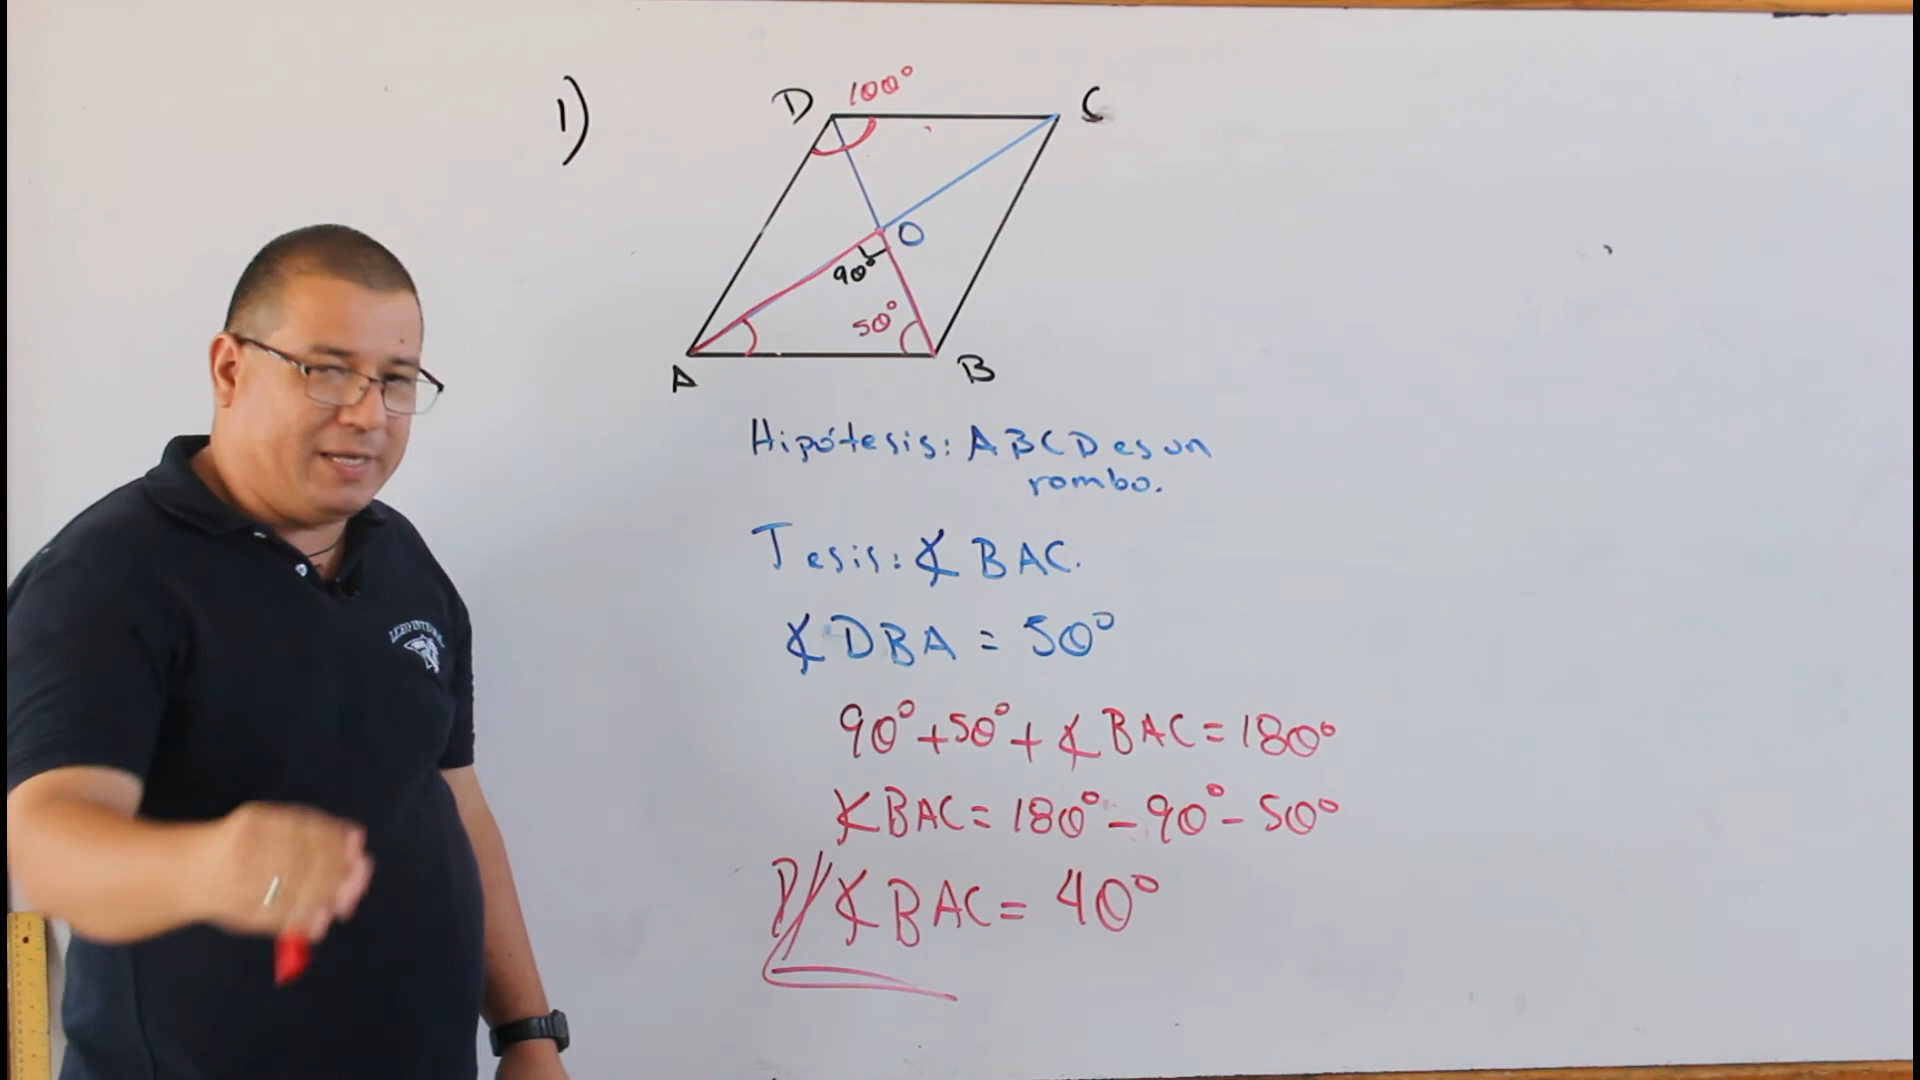 1)
D 100° C
O
90°
50°
A B
Hipótesis: ABCD es un
rombo.
Tesis: ∢ BAC.
∢ DBA = 50°
90° + 50° + ∢ BAC = 180°
∢ BAC = 180° - 90° - 50°
R// ∢ BAC = 40°